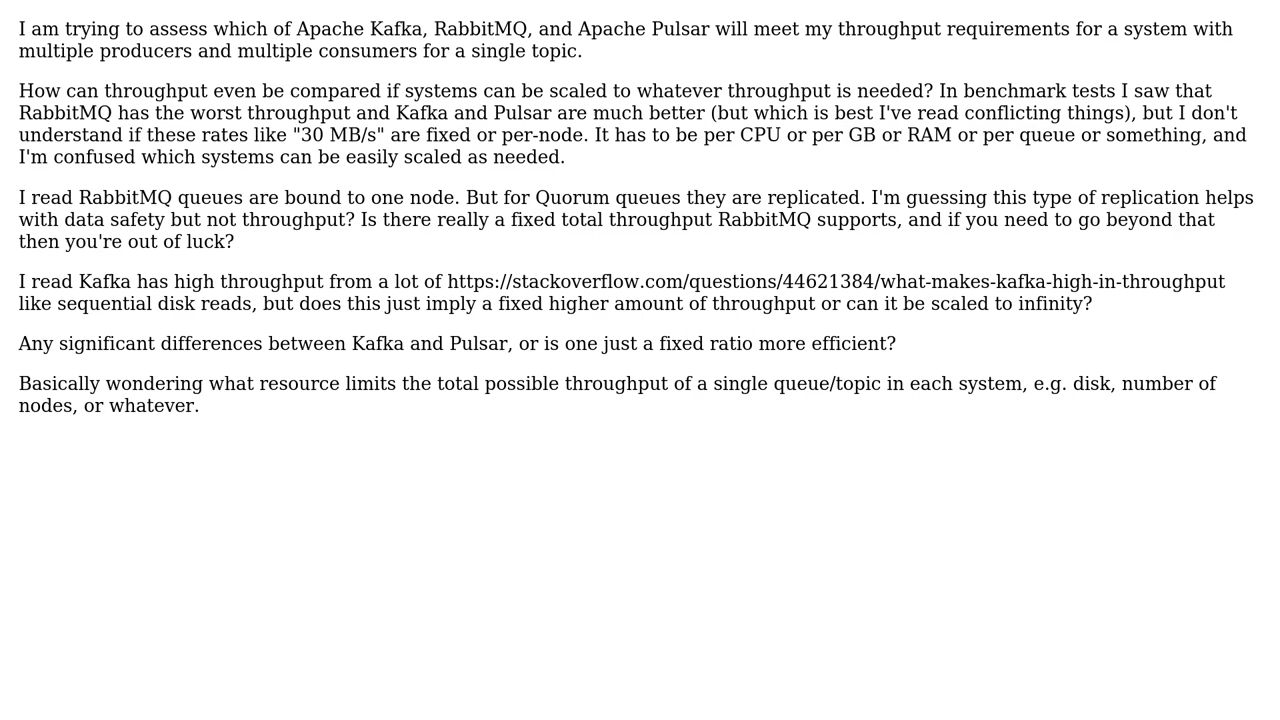 I am trying to assess which of Apache Kafka, RabbitMQ, and Apache Pulsar will meet my throughput requirements for a system with
multiple producers and multiple consumers for a single topic.
How can throughput even be compared if systems can be scaled to whatever throughput is needed? In benchmark tests I saw that
RabbitMQ has the worst throughput and Kafka and Pulsar are much better (but which is best I've read conflicting things), but I don't
understand if these rates like "30 MB/s" are fixed or per-node. It has to be per CPU or per GB or RAM or per queue or something, and
I'm confused which systems can be easily scaled as needed.
I read RabbitMQ queues are bound to one node. But for Quorum queues they are replicated. I'm guessing this type of replication helps
with data safety but not throughput? Is there really a fixed total throughput RabbitMQ supports, and if you need to go beyond that
then you're out of luck?
I read Kafka has high throughput from a lot of https://stackoverflow.com/questions/44621384/what-makes-kafka-high-in-throughput
like sequential disk reads, but does this just imply a fixed higher amount of throughput or can it be scaled to infinity?
Any significant differences between Kafka and Pulsar, or is one just a fixed ratio more efficient?
Basically wondering what resource limits the total possible throughput of a single queue/topic in each system, e.g. disk, number of
nodes, or whatever.